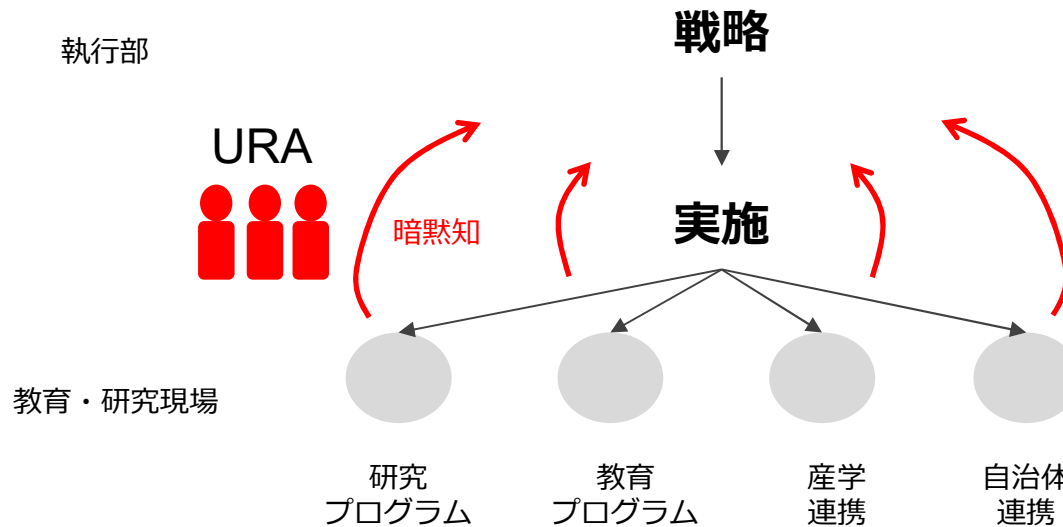 戦略
執行部
URA
暗黙知
実施
教育・研究現場
研究
プログラム
教育
プログラム
産学
連携
自治体
連携